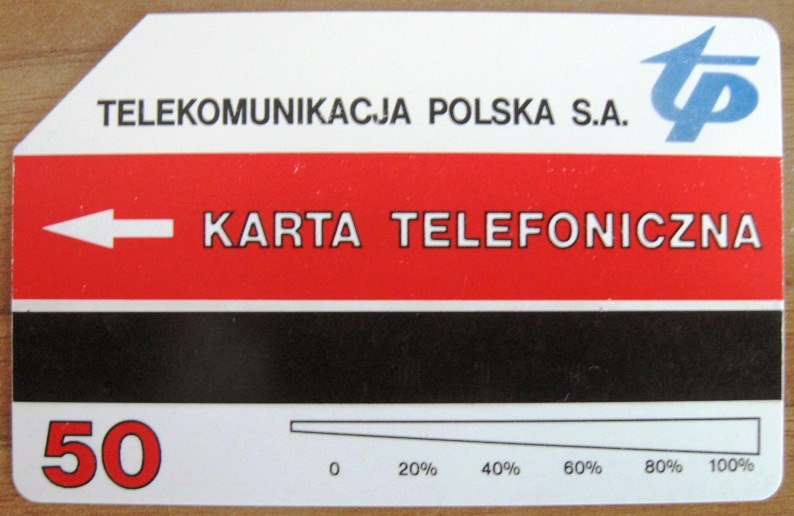 TELEKOMUNIKACJA POLSKA S.A.
tp
KARTA TELEFONICZNA
50
0 20% 40% 60% 80% 100%